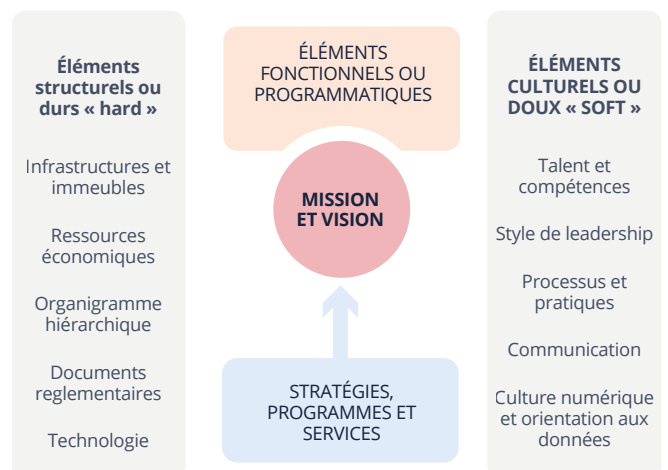 Éléments
structurels ou
durs « hard »
Infrastructures et
immeubles
Ressources
économiques
Organigramme
hiérarchique
Documents
reglementaires
Technologie
ÉLÉMENTS
FONCTIONNELS OU
PROGRAMMATIQUES
MISSION
ET VISION
STRATÉGIES,
PROGRAMMES ET
SERVICES
ÉLÉMENTS
CULTURELS OU
DOUX « SOFT »
Talent et
compétences
Style de leadership
Processus et
pratiques
Communication
Culture numérique
et orientation aux
données